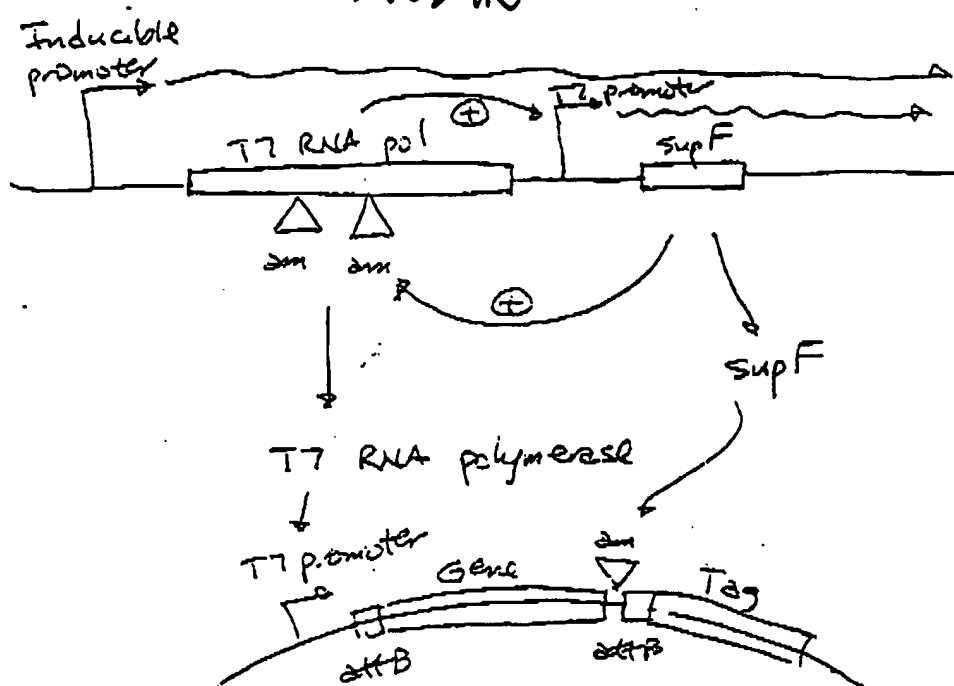 Inducible
promoter
T7 promoter
T7 RNA pol
supF
am am
supF
T7 RNA polymerase
T7 promoter
Gene
am
Tag
attB
attB